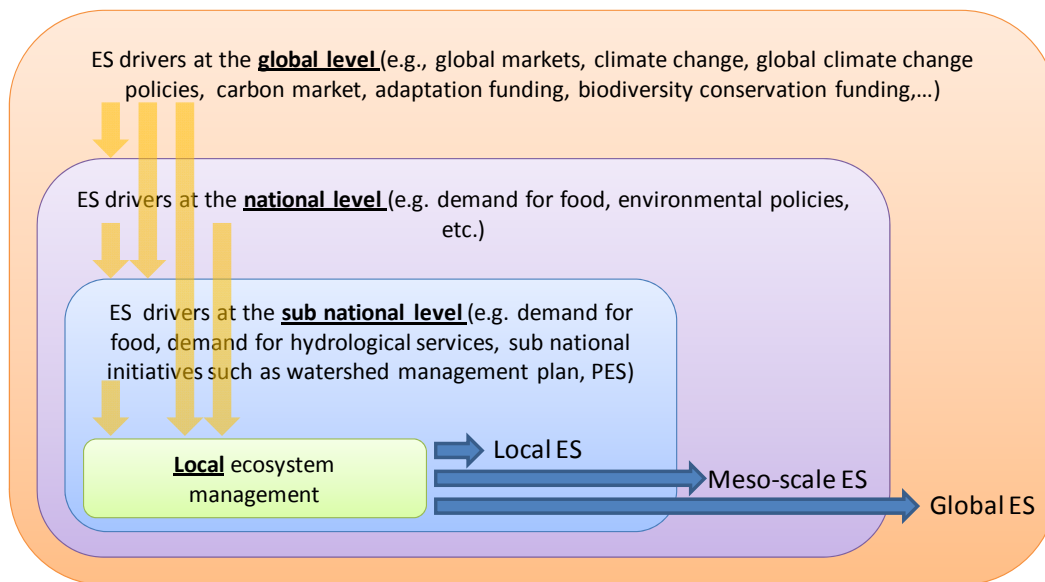 ES drivers at the global level (e.g., global markets, climate change, global climate change
policies, carbon market, adaptation funding, biodiversity conservation funding,...)
ES drivers at the national level (e.g. demand for food, environmental policies,
etc.)
ES drivers at the sub national level (e.g. demand for
food, demand for hydrological services, sub national
initiatives such as watershed management plan, PES)
Local ecosystem
management
Local ES
Meso-scale ES
Global ES